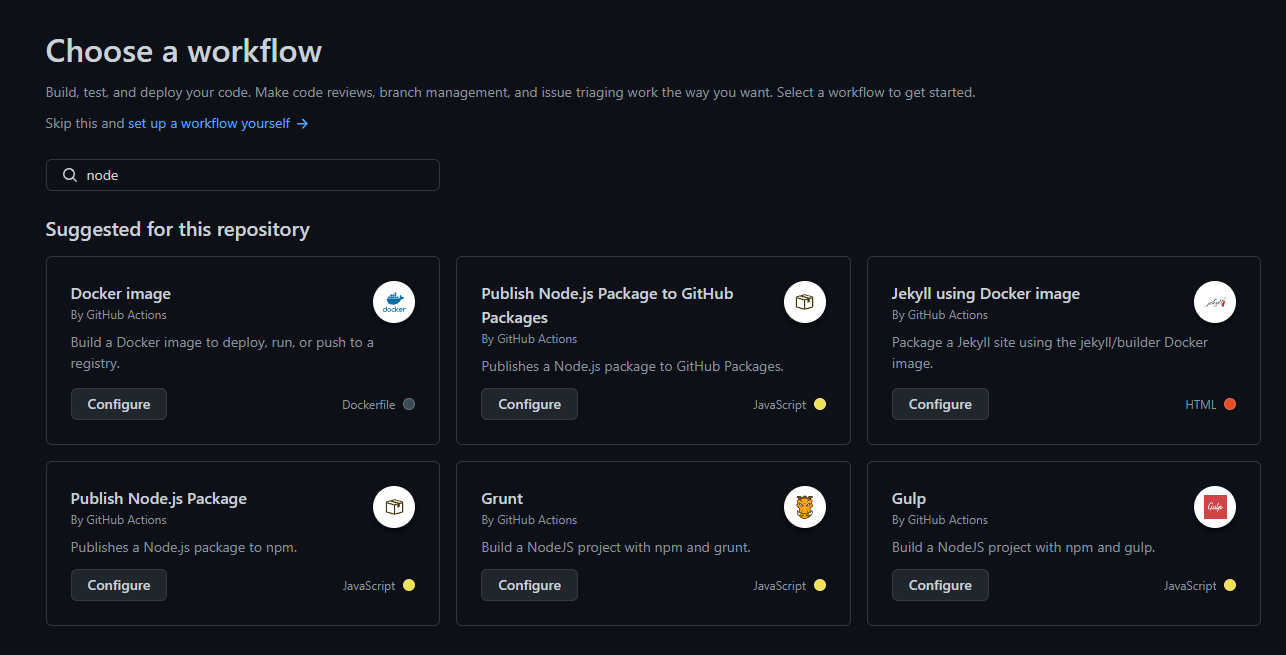 Choose a workflow
Build, test, and deploy your code. Make code reviews, branch management, and issue triaging work the way you want. Select a workflow to get started.
Skip this and set up a workflow yourself →
node
Suggested for this repository
Docker image
By GitHub Actions
Build a Docker image to deploy, run, or push to a
registry.
Configure
Dockerfile
docker
Publish Node.js Package to GitHub
Packages
By GitHub Actions
Publishes a Node.js package to GitHub Packages.
Configure
JavaScript
Jekyll using Docker image
By GitHub Actions
Package a Jekyll site using the jekyll/builder Docker
image.
Configure
HTML
jekyll
Publish Node.js Package
By GitHub Actions
Publishes a Node.js package to npm.
Configure
JavaScript
Grunt
By GitHub Actions
Build a NodeJS project with npm and grunt.
Configure
JavaScript
Gulp
By GitHub Actions
Build a NodeJS project with npm and gulp.
Configure
JavaScript
Gulp